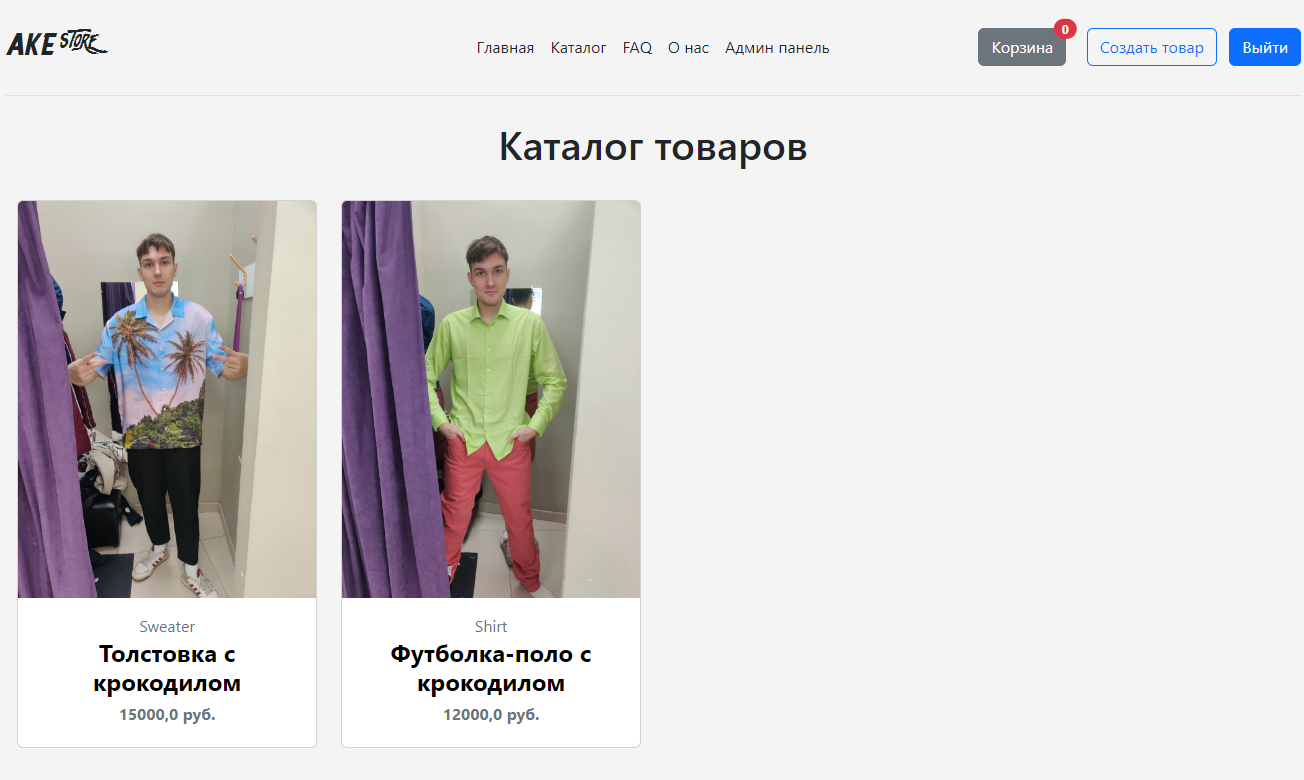 AKE STORE
Главная Каталог FAQ О нас Админ панель
Корзина 0
Создать товар
Выйти
Каталог товаров
Sweater
Толстовка с
крокодилом
15000,0 руб.
Shirt
Футболка-поло с
крокодилом
12000,0 руб.